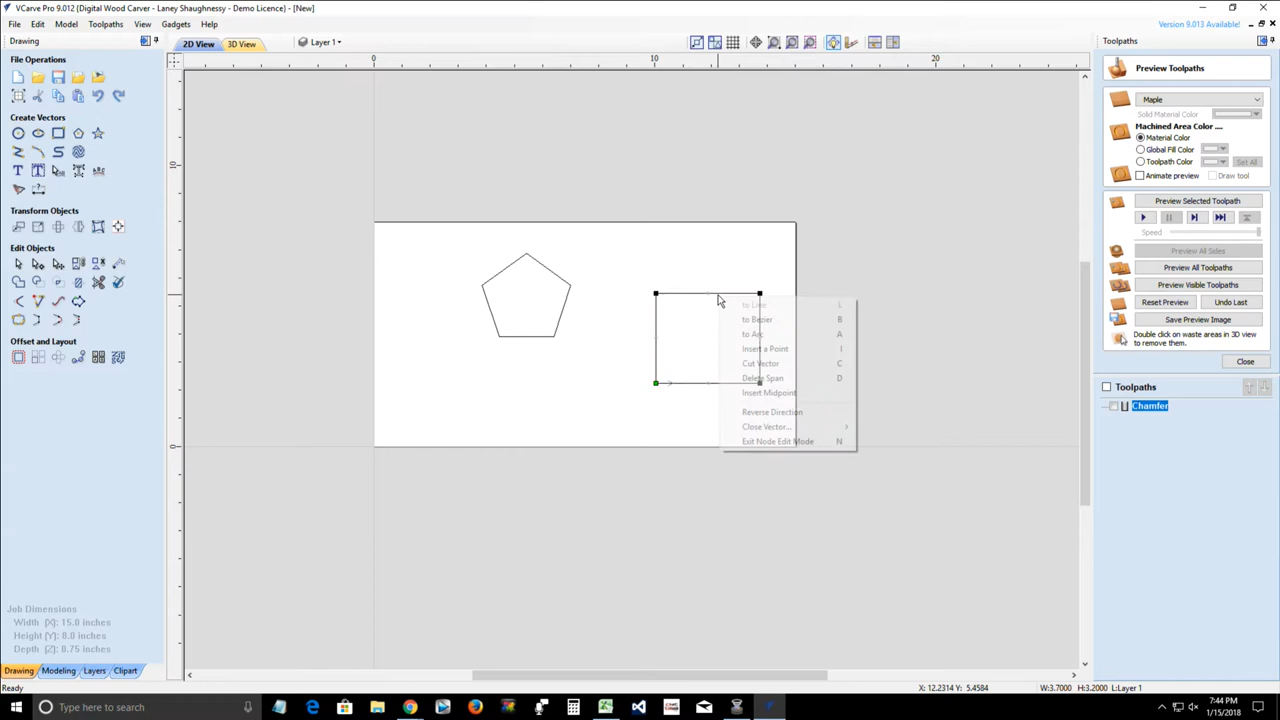 VCarve Pro 9.012 {Digital Wood Carver - Laney Shaughnessy - Demo Licence} - [New]
File Edit Model Toolpaths View Gadgets Help
Version 9.013 Available!
Drawing
2D View
3D View
Layer 1
Toolpaths
File Operations
Create Vectors
Transform Objects
Edit Objects
Offset and Layout
Job Dimensions
Width (X): 15.0 inches
Height (Y): 8.0 inches
Depth (Z): 0.75 inches
Drawing Modeling Layers Clipart
Ready
0 10 20
10
0
to Line L
to Bezier B
to Arc A
Insert a Point I
Cut Vector C
Delete Span D
Insert Midpoint
Reverse Direction
Close Vector...
Exit Node Edit Mode N
Preview Toolpaths
Maple
Solid Material Color
Machined Area Color ....
Material Color
Global Fill Color
Toolpath Color Set All
Animate preview Draw tool
Preview Selected Toolpath
Speed
Preview All Sides
Preview All Toolpaths
Preview Visible Toolpaths
Reset Preview Undo Last
Save Preview Image
Double click on waste areas in 3D view
to remove them.
Close
Toolpaths
Chamfer
X: 12.2314 Y: 5.4584
W:3.7000 H:3.2000 L:Layer 1
Type here to search
7:44 PM
1/15/2018